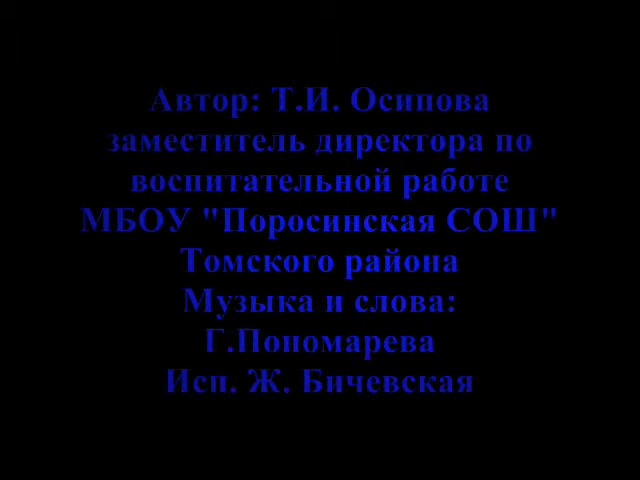 Автор: Т.И. Осипова
заместитель директора по
воспитательной работе
МБОУ "Поросинская СОШ"
Томского района
Музыка и слова:
Г.Пономарева
Исп. Ж. Бичевская